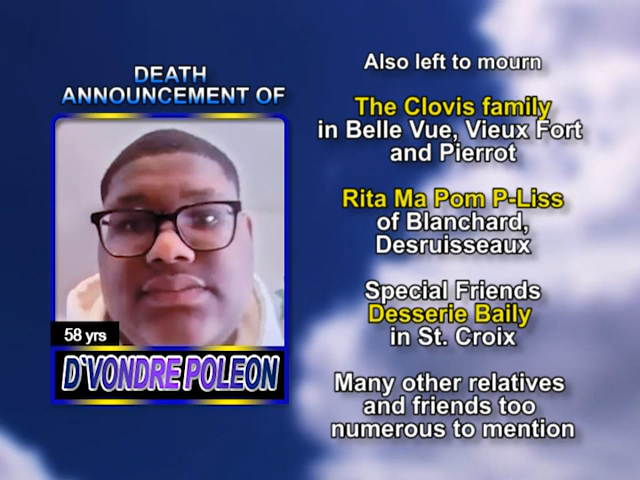 DEATH
ANNOUNCEMENT OF
58 yrs
D`VONDRE POLEON
Also left to mourn
The Clovis family
in Belle Vue, Vieux Fort
and Pierrot
Rita Ma Pom P-Liss
of Blanchard,
Desruisseaux
Special Friends
Desserie Baily
in St. Croix
Many other relatives
and friends too
numerous to mention